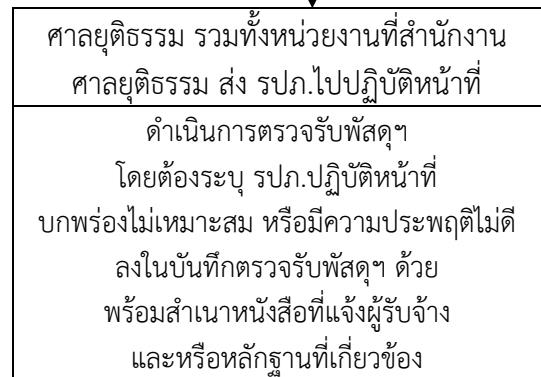 ศาลยุติธรรม รวมทั้งหน่วยงานที่สำนักงาน
ศาลยุติธรรม ส่ง รปภ.ไปปฏิบัติหน้าที่
ดำเนินการตรวจรับพัสดุฯ
โดยต้องระบุ รปภ.ปฏิบัติหน้าที่
บกพร่องไม่เหมาะสม หรือมีความประพฤติไม่ดี
ลงในบันทึกตรวจรับพัสดุฯ ด้วย
พร้อมสำเนาหนังสือที่แจ้งผู้รับจ้าง
และหรือหลักฐานที่เกี่ยวข้อง